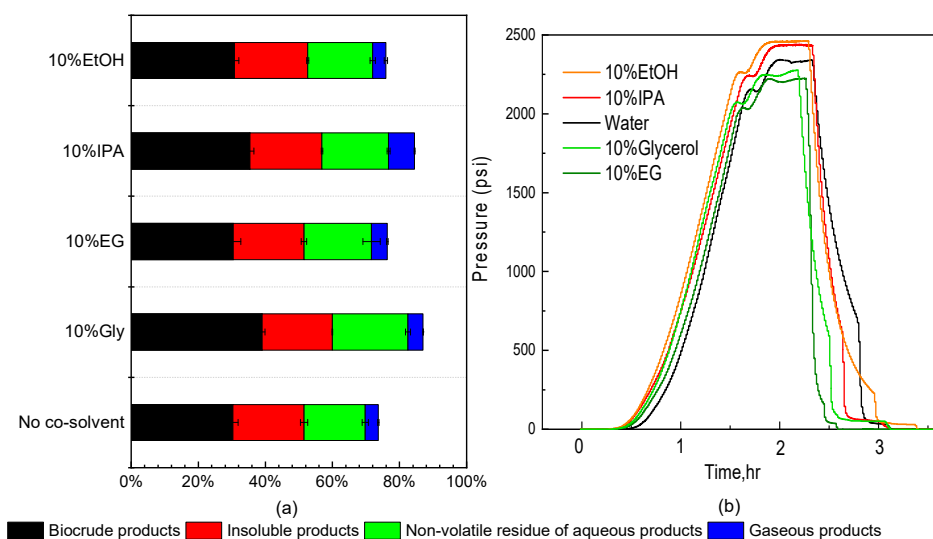 (a)
10%EtOH
10%IPA
10%EG
10%Gly
No co-solvent
0% 20% 40% 60% 80% 100%
(a)
(b)
2500
2000
1500
1000
500
0
Pressure (psi)
10%EtOH
10%IPA
Water
10%Glycerol
10%EG
0 1 2 3
Time,hr
(b)
Biocrude products Insoluble products Non-volatile residue of aqueous products Gaseous products